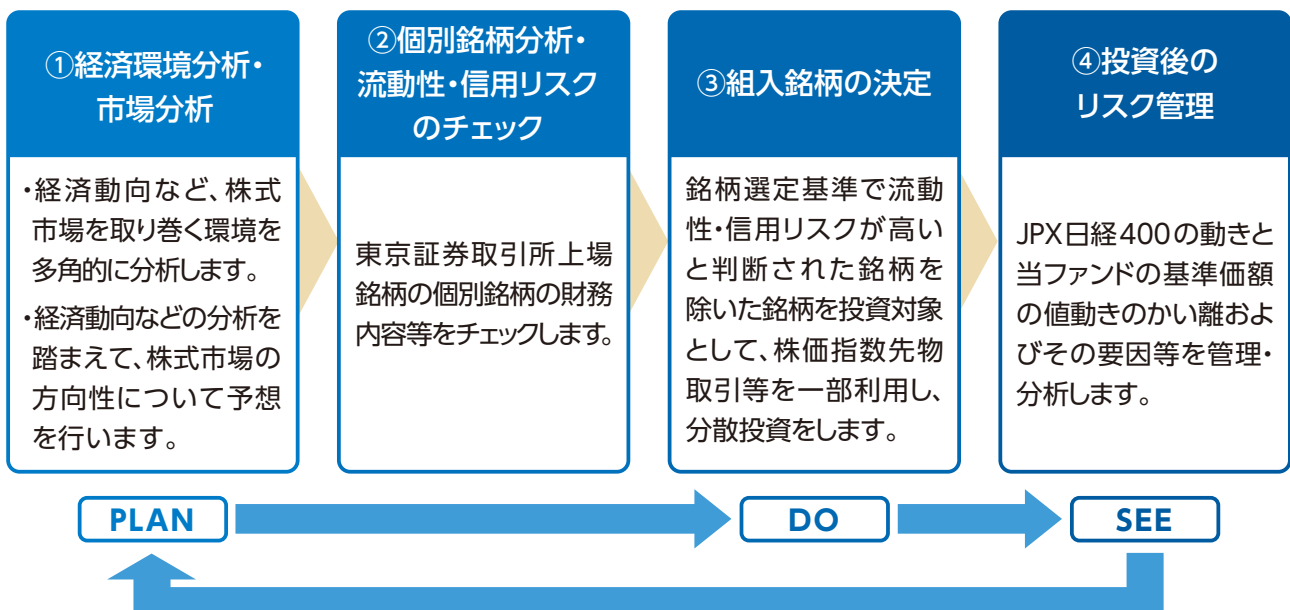 ①経済環境分析・
市場分析
・経済動向など、株式
市場を取り巻く環境を
多角的に分析します。
・経済動向などの分析を
踏まえて、株式市場の
方向性について予想
を行います。
②個別銘柄分析・
流動性・信用リスク
のチェック
東京証券取引所上場
銘柄の個別銘柄の財務
内容等をチェックします。
③組入銘柄の決定
銘柄選定基準で流動
性・信用リスクが高い
と判断された銘柄を
除いた銘柄を投資対象
として、株価指数先物
取引等を一部利用し、
分散投資をします。
④投資後の
リスク管理
JPX日経400の動きと
当ファンドの基準価額
の値動きのかい離およ
びその要因等を管理・
分析します。
PLAN
DO
SEE